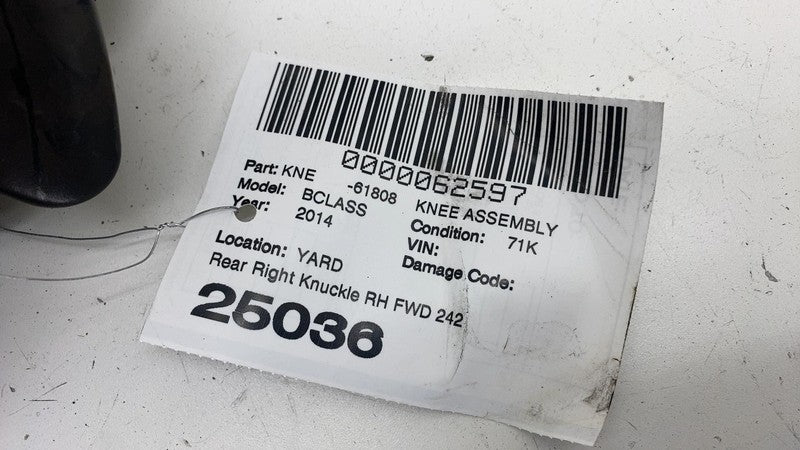 0000062597
Part: KNE -61808 KNEE ASSEMBLY
Model: BCLASS Condition: 71K
Year: 2014 VIN:
Damage Code:
Location: YARD
Rear Right Knuckle RH FWD 242
25036